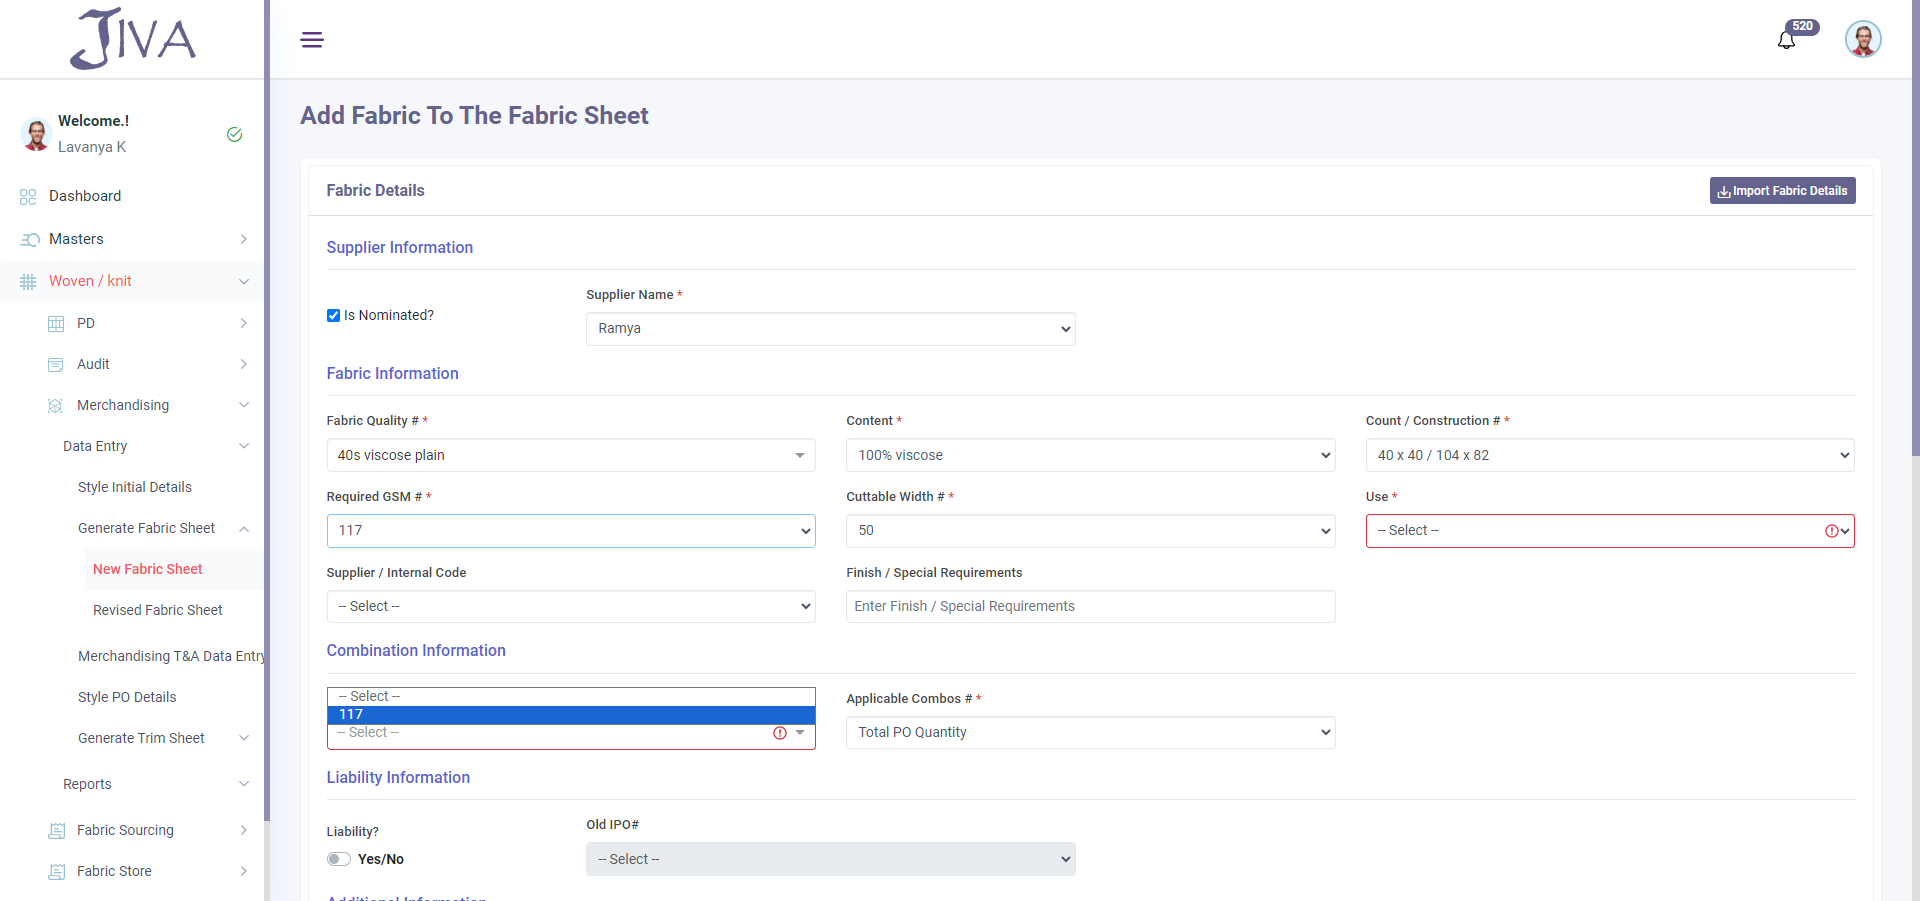 JIVA
520
Welcome.!
Lavanya K
Dashboard
Masters
Woven / knit
PD
Audit
Merchandising
Data Entry
Style Initial Details
Generate Fabric Sheet
New Fabric Sheet
Revised Fabric Sheet
Merchandising T&A Data Entry
Style PO Details
Generate Trim Sheet
Reports
Fabric Sourcing
Fabric Store
Add Fabric To The Fabric Sheet
Fabric Details
Import Fabric Details
Supplier Information
Is Nominated?
Supplier Name *
Ramya
Fabric Information
Fabric Quality # *
Content *
Count / Construction # *
40s viscose plain
100% viscose
40 x 40 / 104 x 82
Required GSM # *
Cuttable Width # *
Use *
117
50
-- Select --
Supplier / Internal Code
Finish / Special Requirements
-- Select --
Enter Finish / Special Requirements
Combination Information
-- Select --
117
-- Select --
Applicable Combos # *
Total PO Quantity
Liability Information
Liability?
Old IPO#
Yes/No
-- Select --
Additional Information